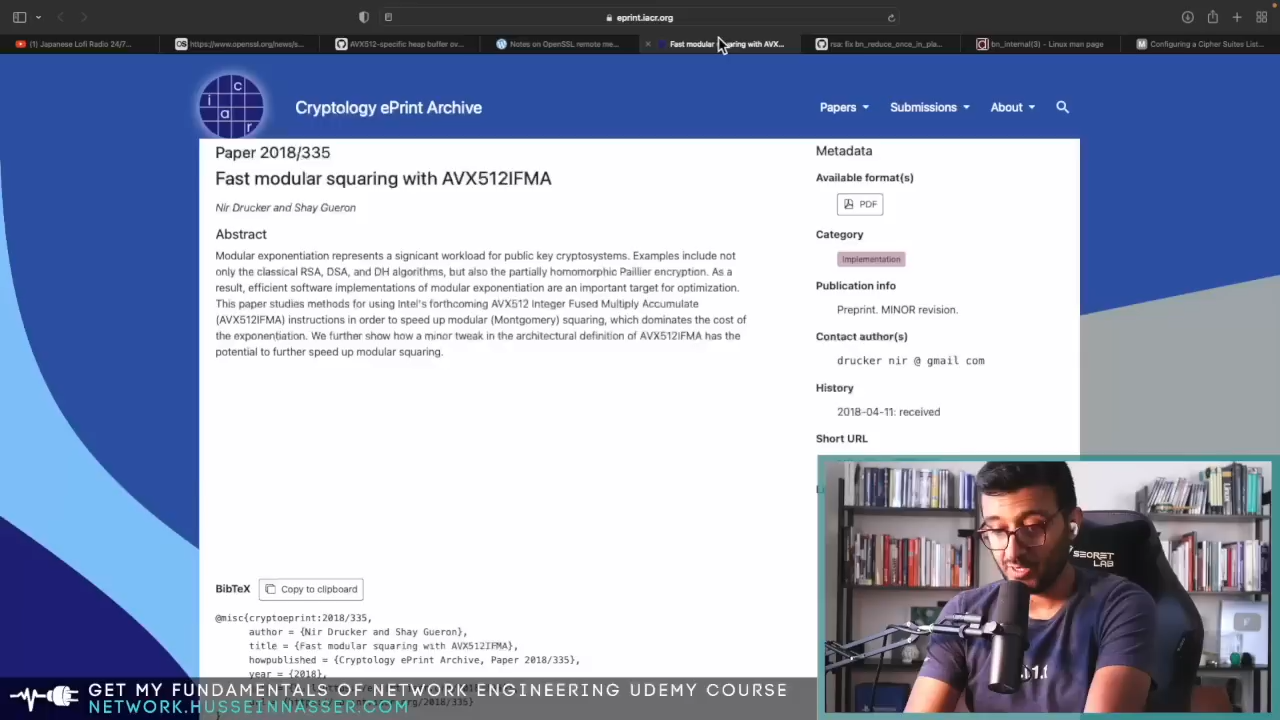 eprint.iacr.org
(1) Japanese Lofi Radio 24/7...
OS https://www.openssl.org/news/s...
AVX512-specific heap buffer ov...
Notes on OpenSSL remote me...
Fast modular squaring with AVX...
rsa: fix bn_reduce_once_in_pla...
bn_internal(3) - Linux man page
M Configuring a Cipher Suites List...
c
i
a
r
Cryptology ePrint Archive
Papers
Submissions
About
Paper 2018/335
Fast modular squaring with AVX512IFMA
Nir Drucker and Shay Gueron
Abstract
Modular exponentiation represents a signicant workload for public key cryptosystems. Examples include not
only the classical RSA, DSA, and DH algorithms, but also the partially homomorphic Paillier encryption. As a
result, efficient software implementations of modular exponentiation are an important target for optimization.
This paper studies methods for using Intel's forthcoming AVX512 Integer Fused Multiply Accumulate
(AVX512IFMA) instructions in order to speed up modular (Montgomery) squaring, which dominates the cost of
the exponentiation. We further show how a minor tweak in the architectural definition of AVX512IFMA has the
potential to further speed up modular squaring.
BibTeX
Copy to clipboard
@misc{cryptoeprint:2018/335,
author = {Nir Drucker and Shay Gueron},
title = {Fast modular squaring with AVX512IFMA},
howpublished = {Cryptology ePrint Archive, Paper 2018/335},
year = {2018},
Metadata
Available format(s)
PDF
Category
Implementation
Publication info
Preprint. MINOR revision.
Contact author(s)
drucker nir @ gmail com
History
2018-04-11: received
Short URL
SECRET
LAB
GET MY FUNDAMENTALS OF NETWORK ENGINEERING UDEMY COURSE
NETWORK.HUSSEINNASSER.COM